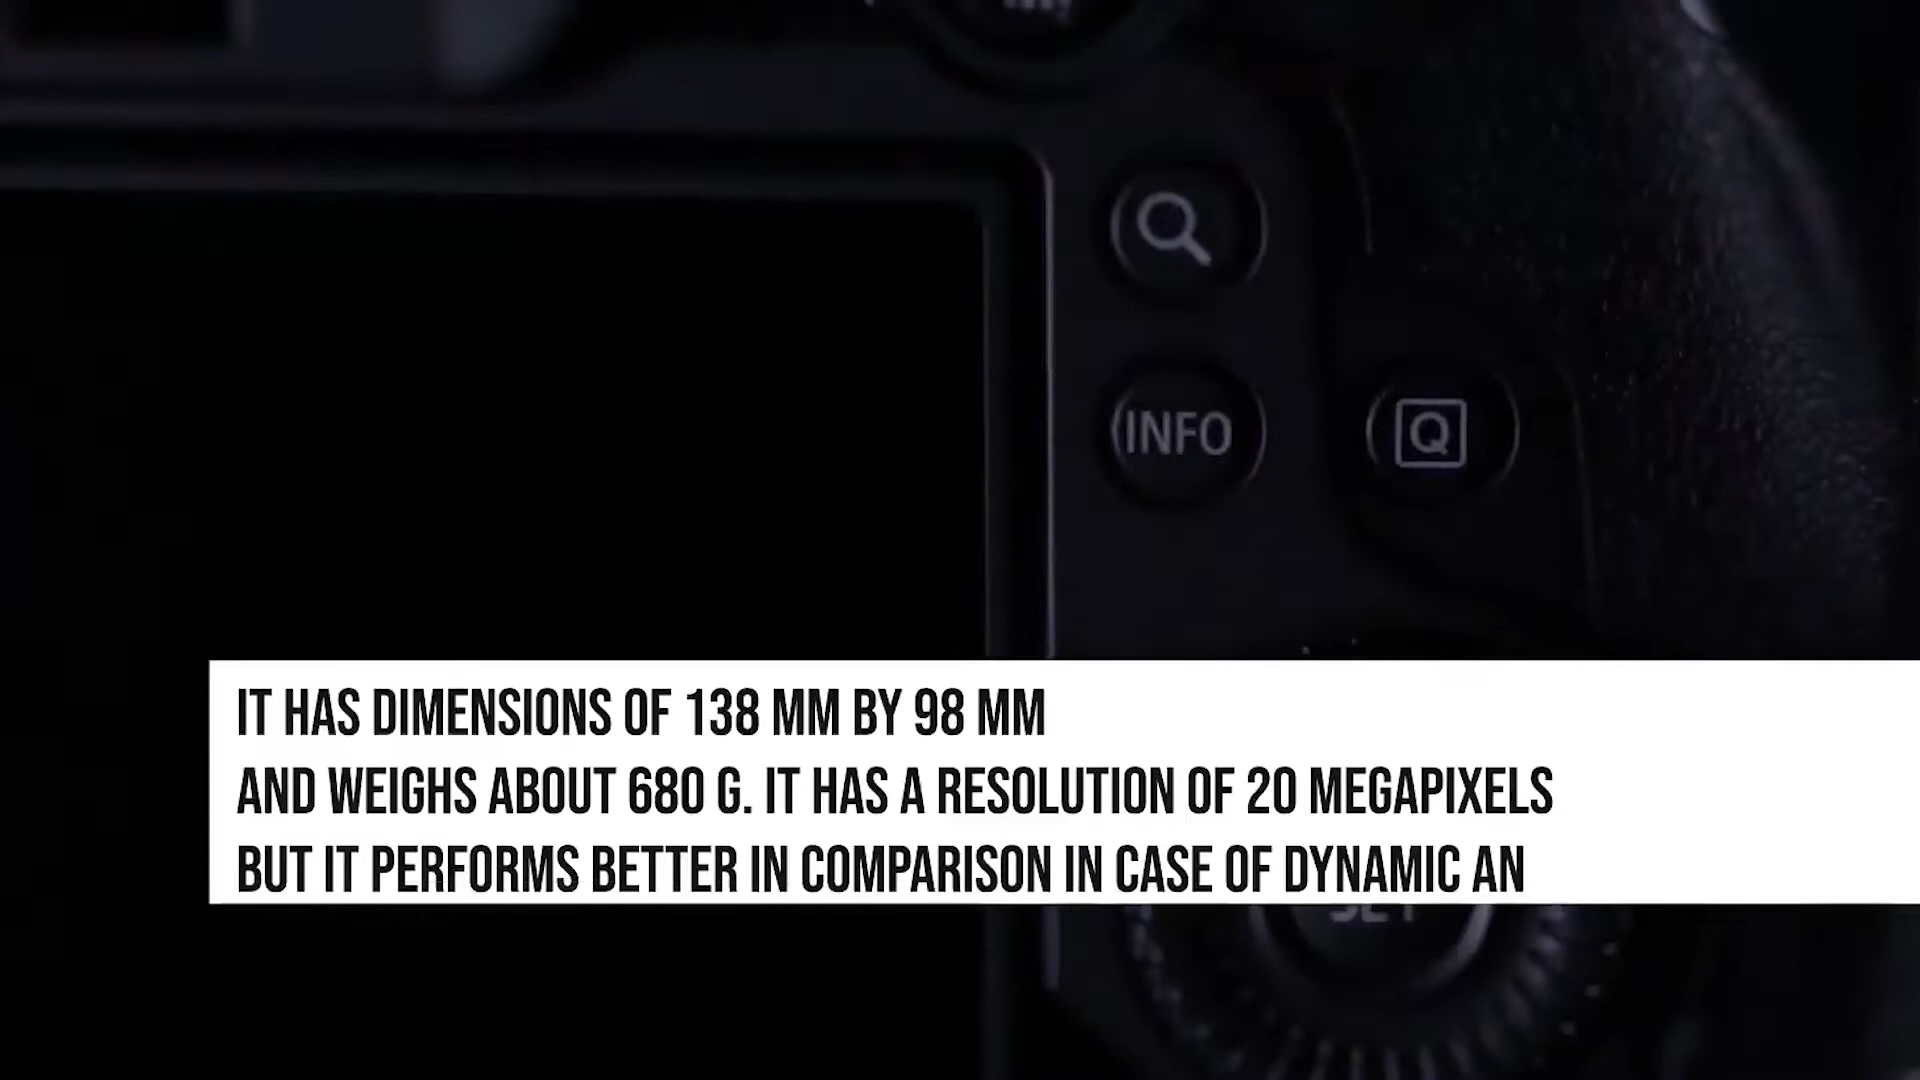 INFO
Q
IT HAS DIMENSIONS OF 138 MM BY 98 MM
AND WEIGHS ABOUT 680 G. IT HAS A RESOLUTION OF 20 MEGAPIXELS
BUT IT PERFORMS BETTER IN COMPARISON IN CASE OF DYNAMIC AN
SET